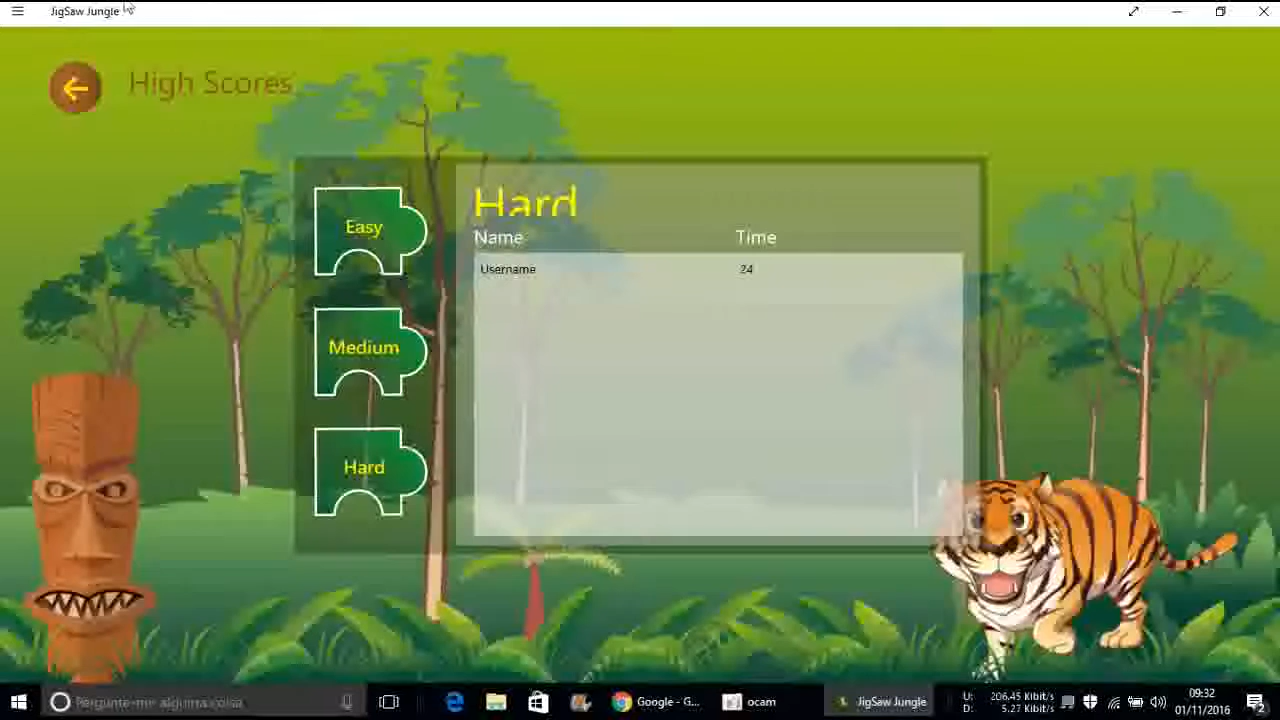 JigSaw Jungle
High Scores
Easy
Medium
Hard
Hard
Name Time
Username 24
Pergunte-me alguma coisa
Google - G...
ocam
JigSaw Jungle
U: 206,45 Kibit/s
D: 5,27 Kibit/s
09:32
01/11/2016
2